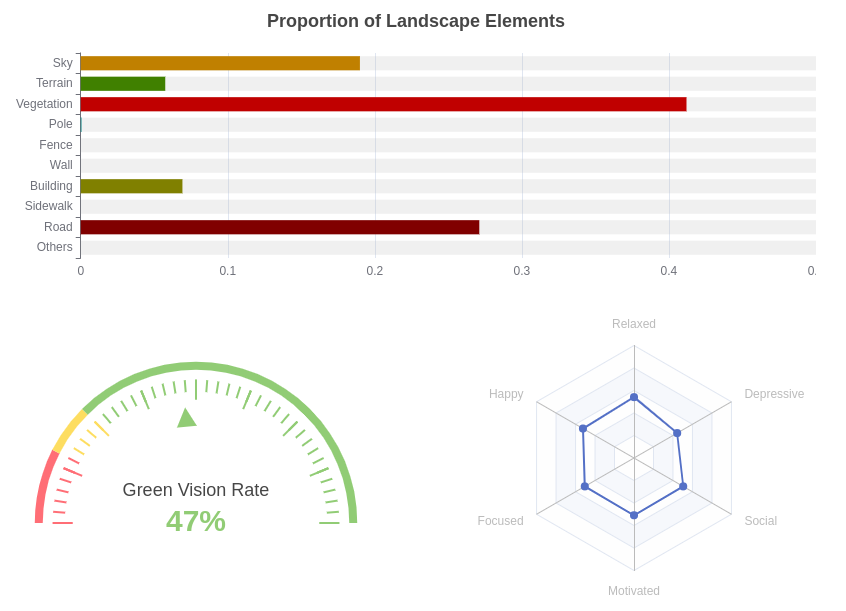 Proportion of Landscape Elements
Sky
Terrain
Vegetation
Pole
Fence
Wall
Building
Sidewalk
Road
Others
0 0.1 0.2 0.3 0.4 0.
Green Vision Rate
47%
Relaxed
Happy Depressive
Focused Social
Motivated